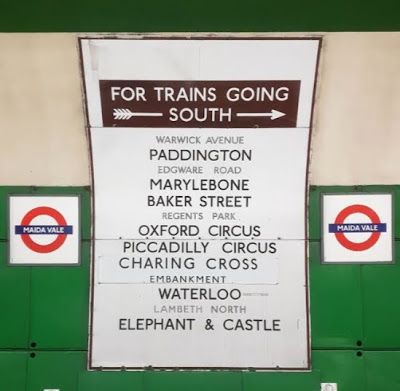 FOR TRAINS GOING
SOUTH
WARWICK AVENUE
PADDINGTON
EDGWARE ROAD
MARYLEBONE
BAKER STREET
REGENTS PARK
OXFORD CIRCUS
PICCADILLY CIRCUS
CHARING CROSS
EMBANKMENT
WATERLOO
LAMBETH NORTH
ELEPHANT & CASTLE
MAIDA VALE
MAIDA VALE